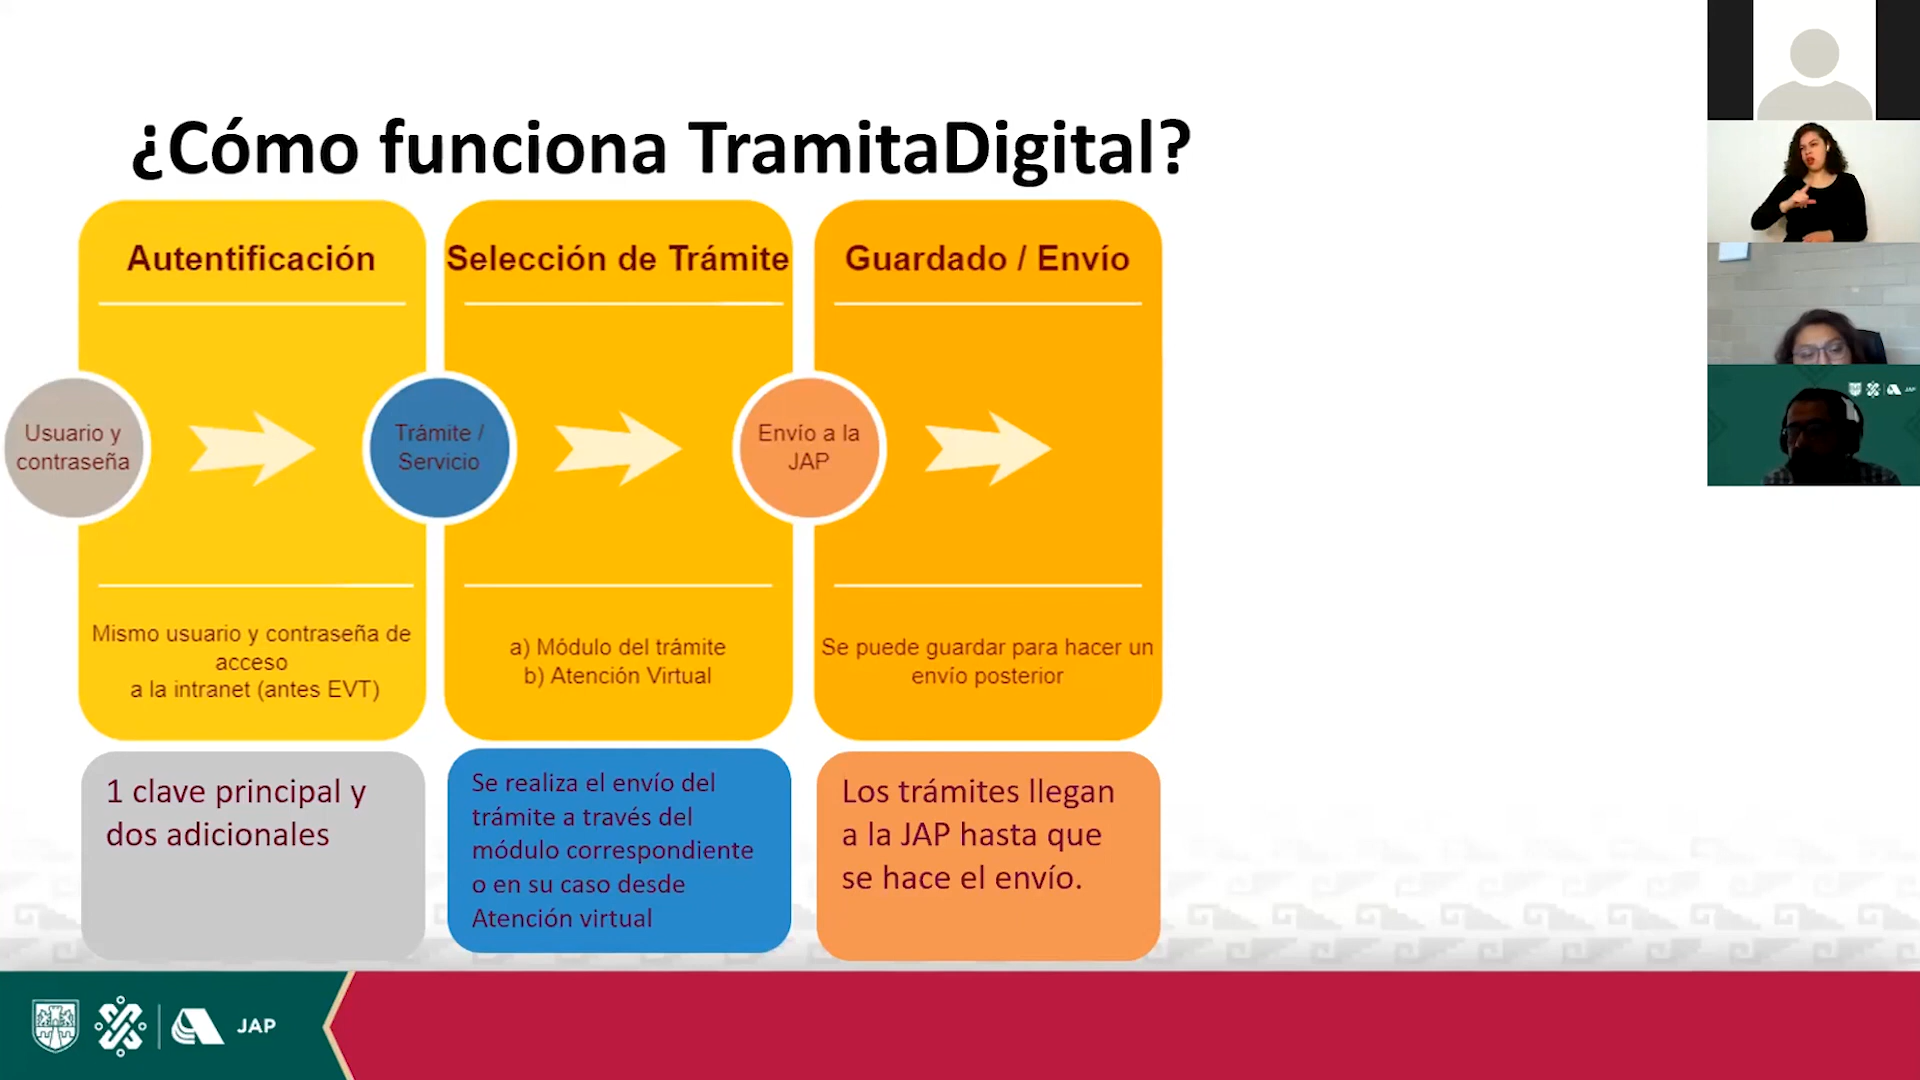 ¿Cómo funciona TramitaDigital?
Autentificación
Usuario y
contraseña
Mismo usuario y contraseña de
acceso
a la intranet (antes EVT)
1 clave principal y
dos adicionales
Selección de Trámite
Trámite /
Servicio
a) Módulo del trámite
b) Atención Virtual
Se realiza el envío del
trámite a través del
módulo correspondiente
o en su caso desde
Atención virtual
Guardado / Envío
Envío a la
JAP
Se puede guardar para hacer un
envío posterior
Los trámites llegan
a la JAP hasta que
se hace el envío.
JAP
JAP